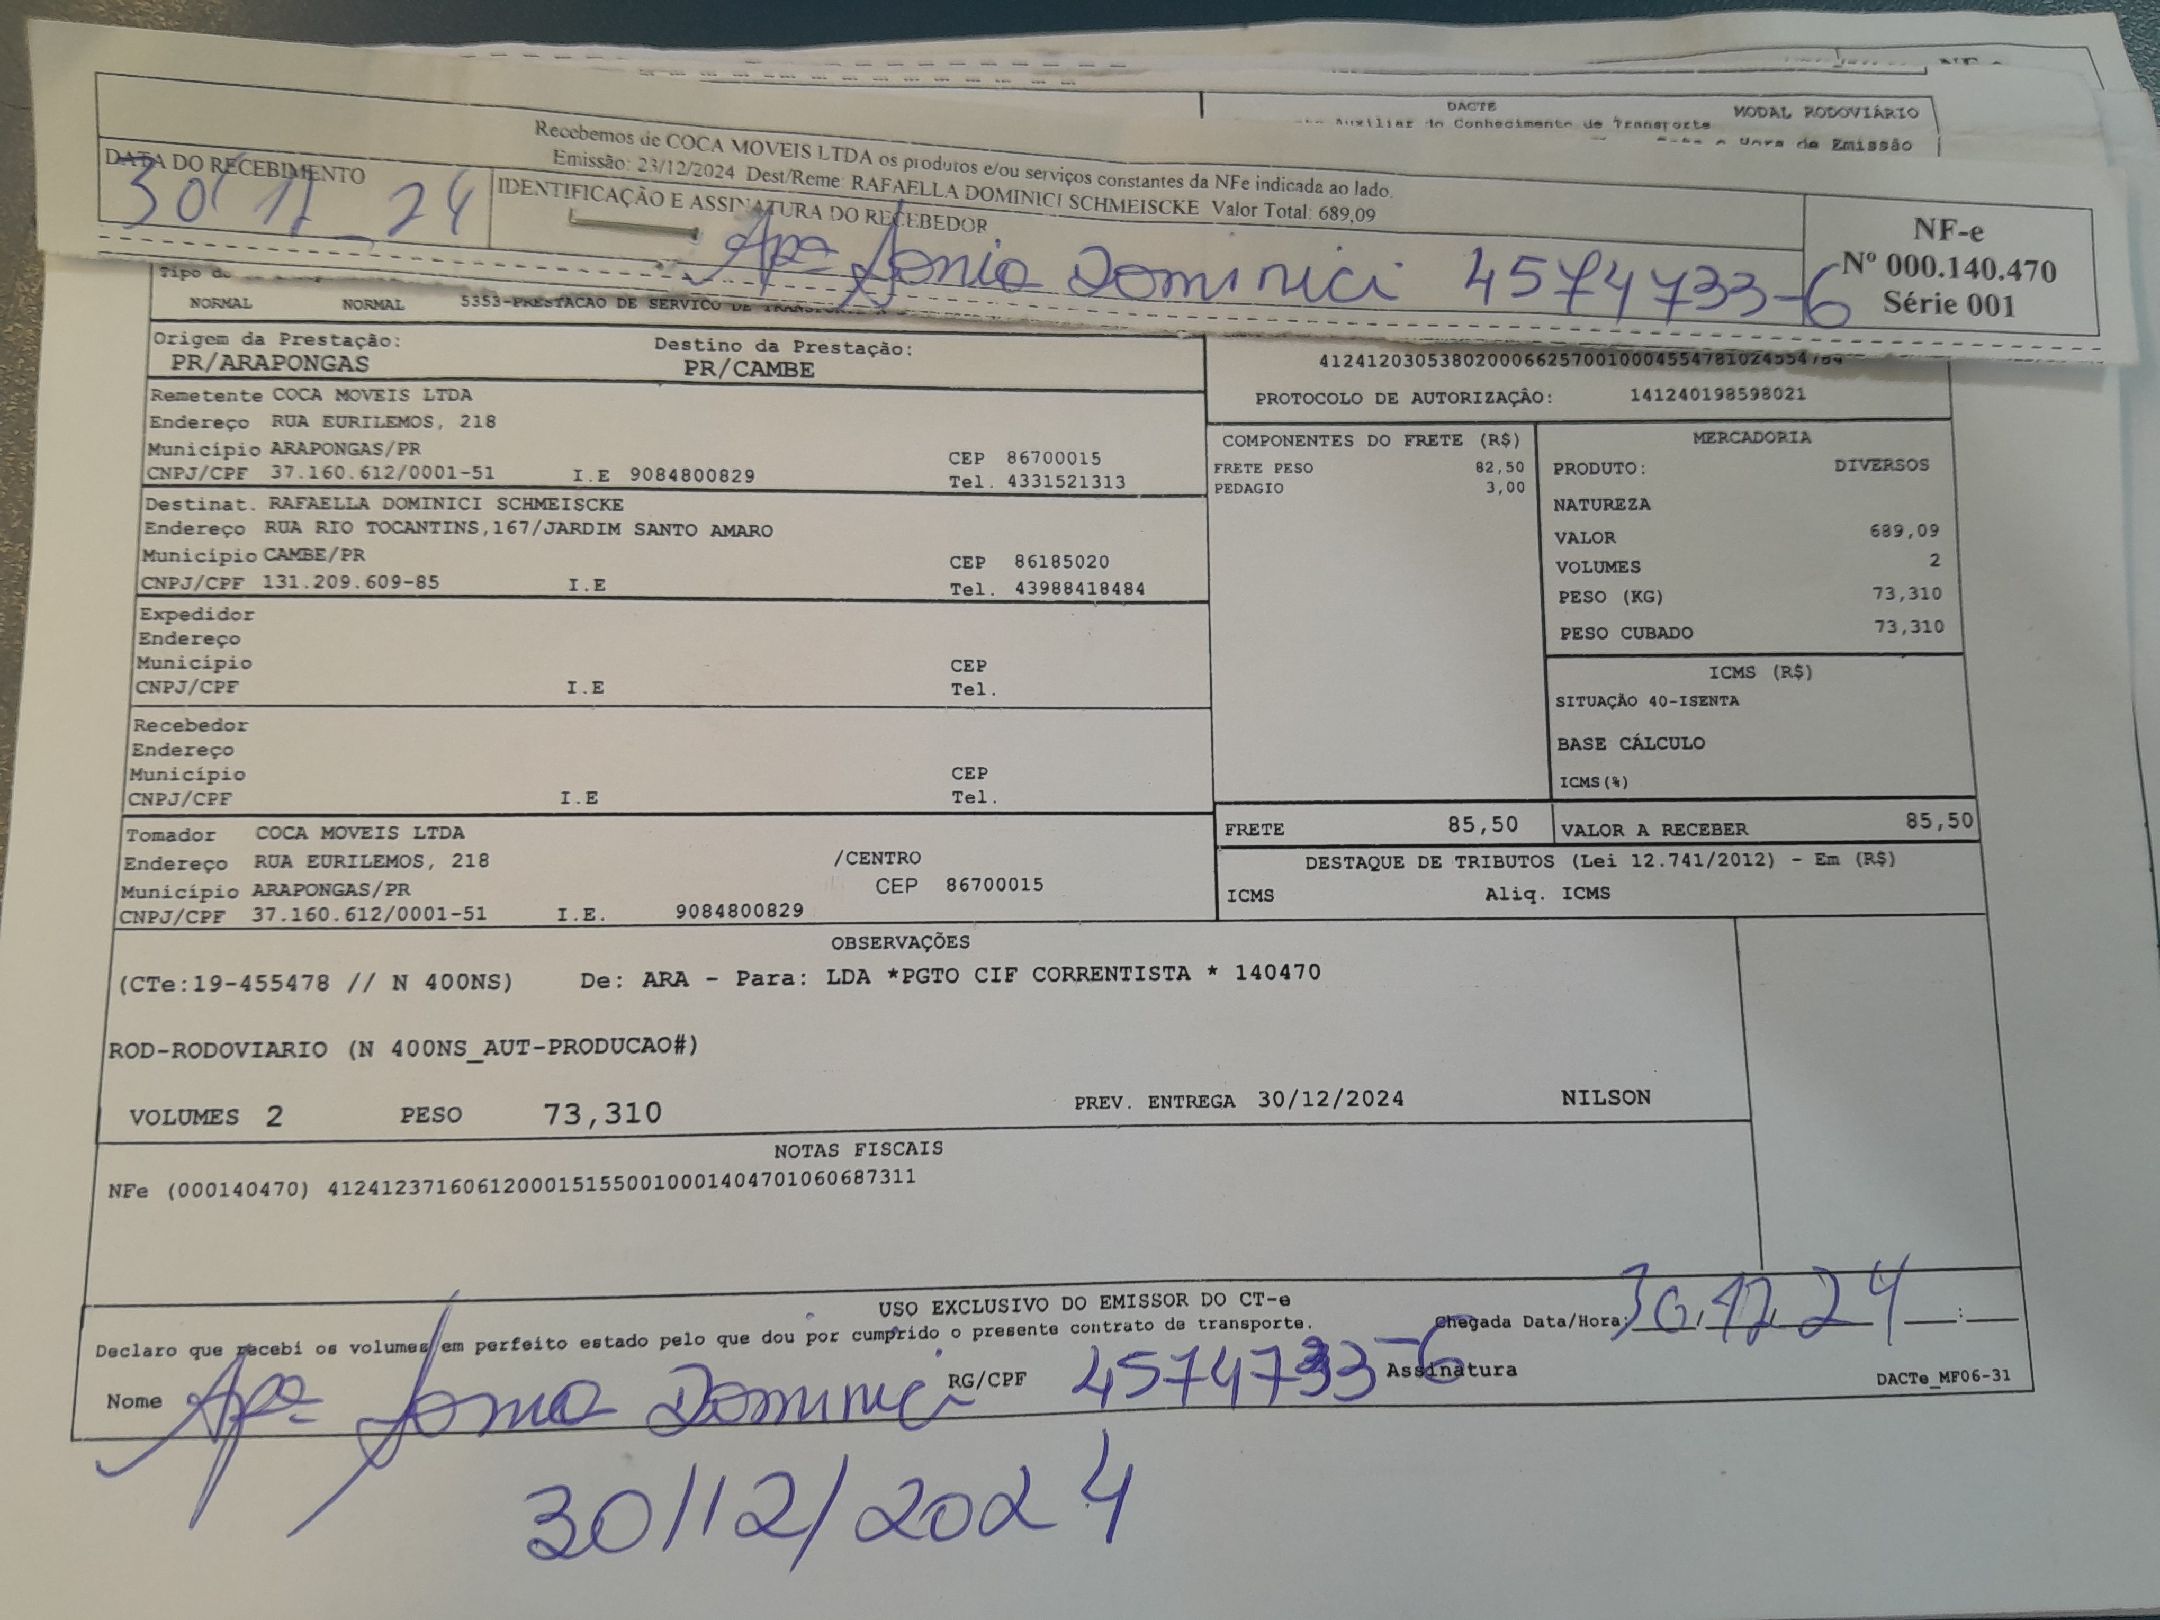 DACTE
MODAL RODOVIÁRIO
Auxiliar do Conhecimento de Transporte
Hora de Emissão
Recebemos de COCA MOVEIS LTDA os produtos e/ou serviços constantes da NFe indicada ao lado.
Emissão: 23/12/2024 Dest/Reme: RAFAELLA DOMINICI SCHMEISCKE Valor Total: 689,09
DATA DO RECEBIMENTO
30 12 24
IDENTIFICAÇÃO E ASSINATURA DO RECEBEDOR
Apª Sonia Dominici 4574733-6
NF-e
Nº 000.140.470
Série 001
Tipo
NORMAL NORMAL 5353-PRESTACAO DE SERVICO DE
Origem da Prestação: Destino da Prestação:
PR/ARAPONGAS PR/CAMBE
PROTOCOLO DE AUTORIZAÇÃO: 141240198598021
Remetente COCA MOVEIS LTDA
Endereço RUA EURILEMOS, 218
Município ARAPONGAS/PR CEP 86700015
CNPJ/CPF 37.160.612/0001-51 I.E 9084800829 Tel. 4331521313
Destinat. RAFAELLA DOMINICI SCHMEISCKE
Endereço RUA RIO TOCANTINS,167/JARDIM SANTO AMARO
Município CAMBE/PR CEP 86185020
CNPJ/CPF 131.209.609-85 I.E Tel. 43988418484
Expedidor
Endereço
Município CEP
CNPJ/CPF I.E Tel.
Recebedor
Endereço
Município CEP
CNPJ/CPF I.E Tel.
Tomador COCA MOVEIS LTDA
Endereço RUA EURILEMOS, 218 /CENTRO
Município ARAPONGAS/PR CEP 86700015
CNPJ/CPF 37.160.612/0001-51 I.E. 9084800829
COMPONENTES DO FRETE (R$)
FRETE PESO 82,50
PEDAGIO 3,00
MERCADORIA
PRODUTO: DIVERSOS
NATUREZA
VALOR 689,09
VOLUMES 2
PESO (KG) 73,310
PESO CUBADO 73,310
ICMS (R$)
SITUAÇÃO 40-ISENTA
BASE CÁLCULO
ICMS(%)
FRETE 85,50
VALOR A RECEBER 85,50
DESTAQUE DE TRIBUTOS (Lei 12.741/2012) - Em (R$)
ICMS Aliq. ICMS
OBSERVAÇÕES
(CTe:19-455478 // N 400NS) De: ARA - Para: LDA *PGTO CIF CORRENTISTA * 140470
ROD-RODOVIARIO (N 400NS_AUT-PRODUCAO#)
VOLUMES 2 PESO 73,310 PREV. ENTREGA 30/12/2024 NILSON
NOTAS FISCAIS
NFe (000140470) 41241237160612000151550010001404701060687311
USO EXCLUSIVO DO EMISSOR DO CT-e
Declaro que recebi os volumes em perfeito estado pelo que dou por cumprido o presente contrato de transporte.
Chegada Data/Hora: 30, 12, 24 :
Nome Apª Sonia Dominici RG/CPF 4574733-6 Assinatura
DACTe_MF06-31
30/12/2024